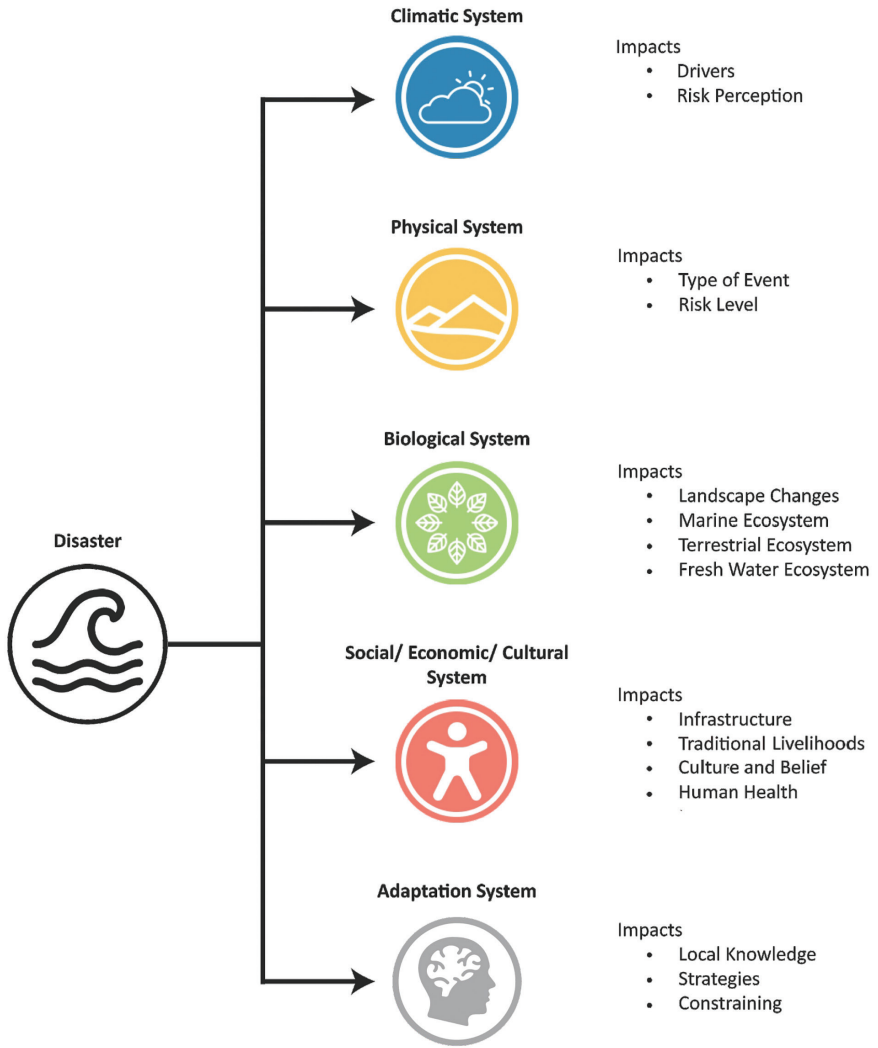 Climatic System
Impacts
• Drivers
• Risk Perception
Physical System
Impacts
• Type of Event
• Risk Level
Biological System
Impacts
• Landscape Changes
• Marine Ecosystem
• Terrestrial Ecosystem
• Fresh Water Ecosystem
Disaster
Social/ Economic/ Cultural
System
Impacts
• Infrastructure
• Traditional Livelihoods
• Culture and Belief
• Human Health
Adaptation System
Impacts
• Local Knowledge
• Strategies
• Constraining